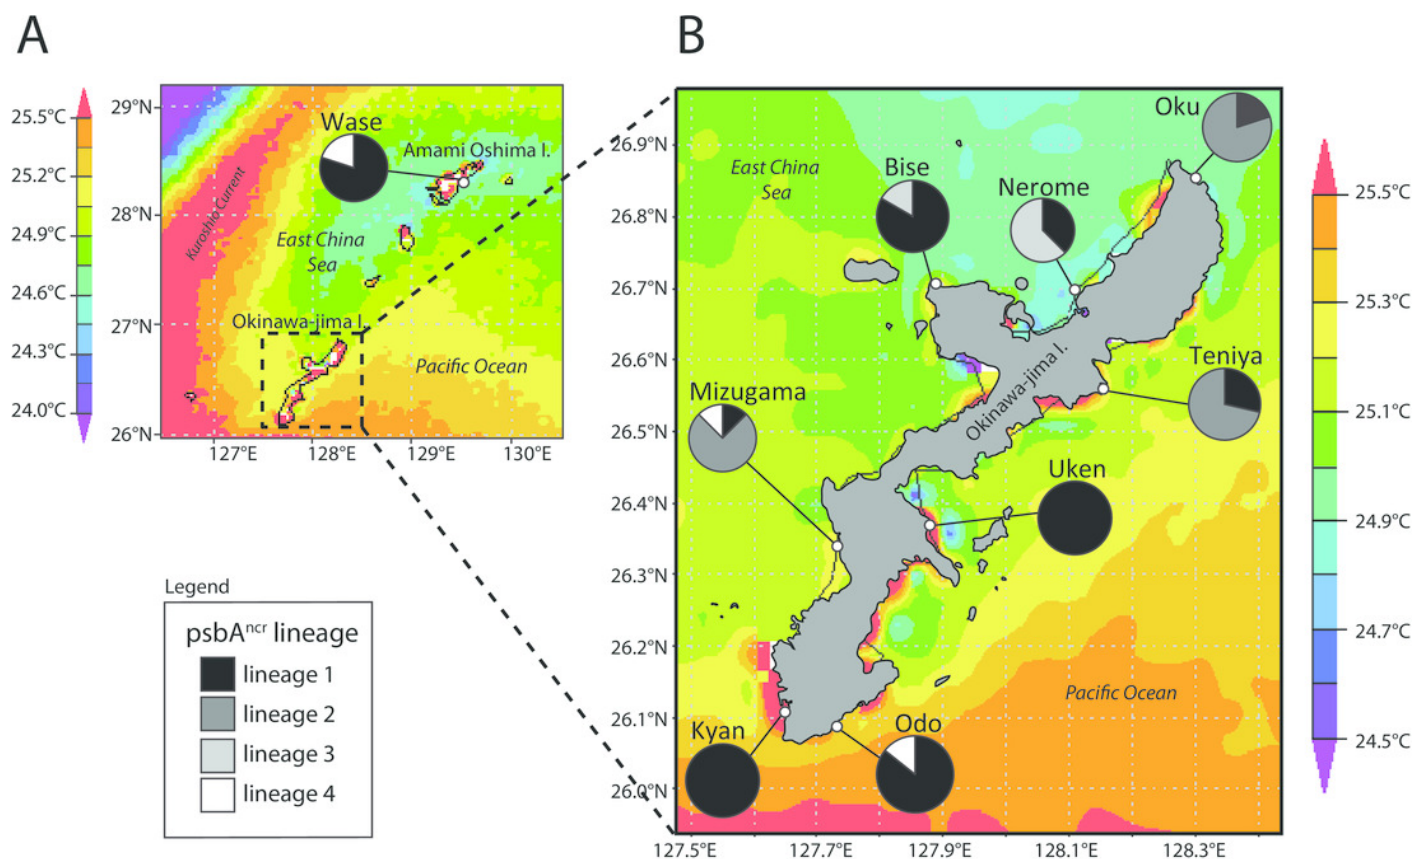 A
B
25.5°C
25.2°C
24.9°C
24.6°C
24.3°C
24.0°C
29°N
28°N
27°N
26°N
127°E
128°E
129°E
130°E
Wase
Amami Oshima I.
Kuroshio Current
East China
Sea
Okinawa-jima I.
Pacific Ocean
Legend
psbAⁿᶜʳ lineage
lineage 1
lineage 2
lineage 3
lineage 4
26.9°N
26.8°N
26.7°N
26.6°N
26.5°N
26.4°N
26.3°N
26.2°N
26.1°N
26.0°N
127.5°E
127.7°E
127.9°E
128.1°E
128.3°E
East China
Sea
Oku
Bise
Nerome
Teniya
Mizugama
Okinawa-jima I.
Uken
Pacific Ocean
Kyan
Odo
25.5°C
25.3°C
25.1°C
24.9°C
24.7°C
24.5°C